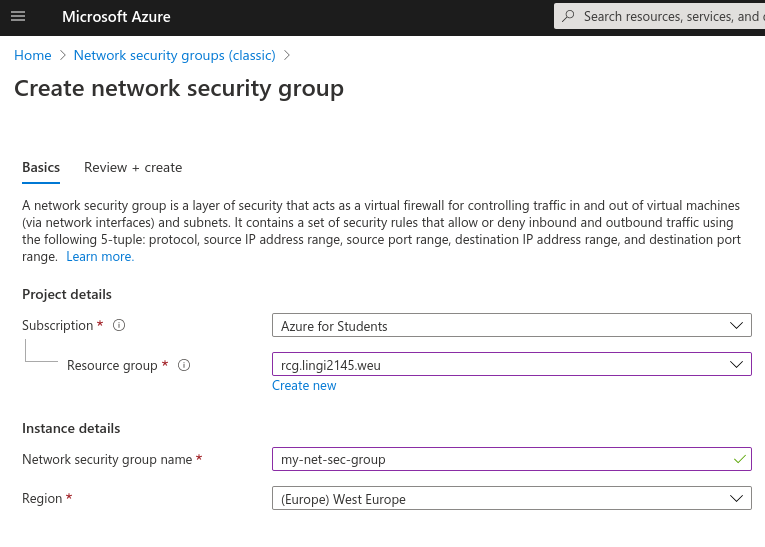 Microsoft Azure
Search resources, services, and
Home > Network security groups (classic) >
Create network security group
Basics Review + create
A network security group is a layer of security that acts as a virtual firewall for controlling traffic in and out of virtual machines
(via network interfaces) and subnets. It contains a set of security rules that allow or deny inbound and outbound traffic using
the following 5-tuple: protocol, source IP address range, source port range, destination IP address range, and destination port
range. Learn more.
Project details
Subscription * Azure for Students
Resource group * rcg.lingi2145.weu
Create new
Instance details
Network security group name * my-net-sec-group
Region * (Europe) West Europe